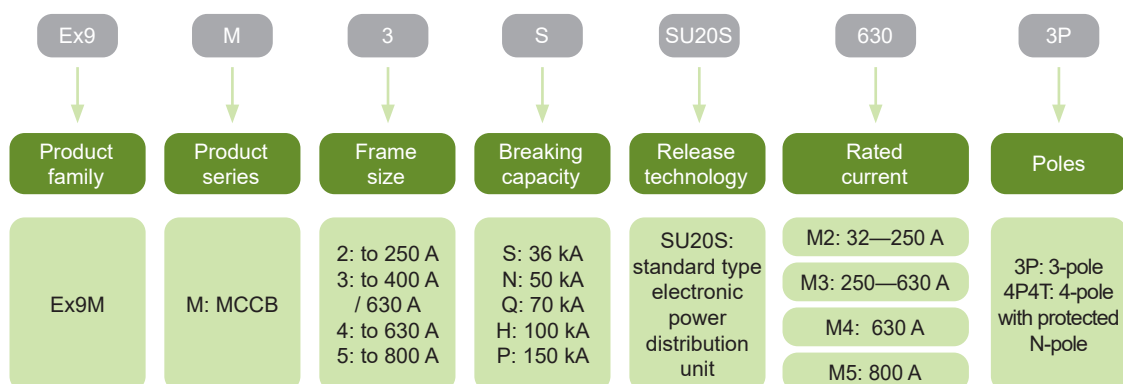 Ex9
M
3
S
SU20S
630
3P
Product
family
Product
series
Frame
size
Breaking
capacity
Release
technology
Rated
current
Poles
Ex9M
M: MCCB
2: to 250 A
3: to 400 A
/ 630 A
4: to 630 A
5: to 800 A
S: 36 kA
N: 50 kA
Q: 70 kA
H: 100 kA
P: 150 kA
SU20S:
standard type
electronic
power
distribution
unit
M2: 32—250 A
M3: 250—630 A
M4: 630 A
M5: 800 A
3P: 3-pole
4P4T: 4-pole
with protected
N-pole